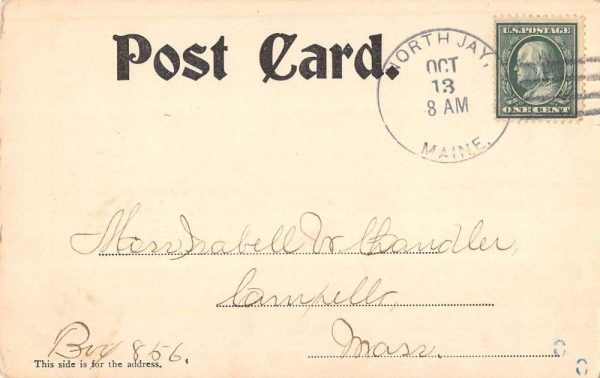 Post Card.
NORTH JAY,
OCT
13
8 AM
MAINE.
U.S. POSTAGE
ONE CENT
Miss Isabell W. Chandler,
Campello,
Mass.
Box 856.
This side is for the address.